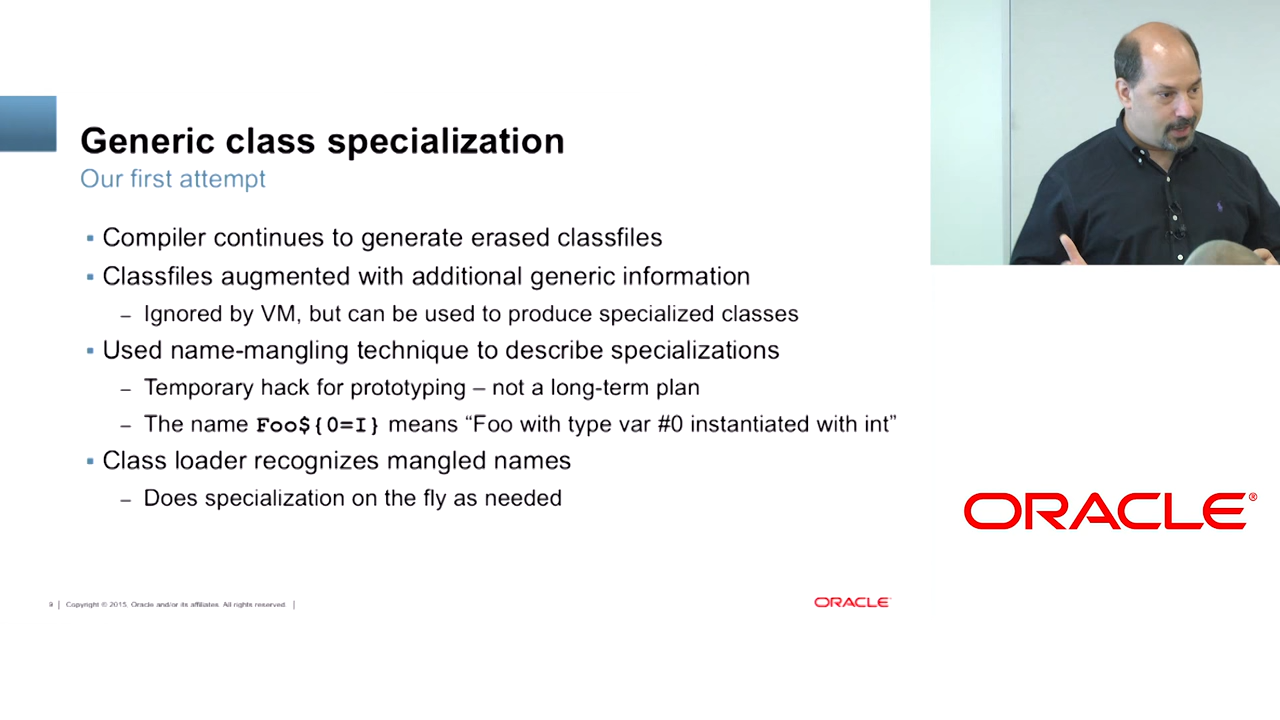 Generic class specialization
Our first attempt
▪ Compiler continues to generate erased classfiles
▪ Classfiles augmented with additional generic information
– Ignored by VM, but can be used to produce specialized classes
▪ Used name-mangling technique to describe specializations
– Temporary hack for prototyping – not a long-term plan
– The name Foo${0=I} means “Foo with type var #0 instantiated with int”
▪ Class loader recognizes mangled names
– Does specialization on the fly as needed
ORACLE®
9 | Copyright © 2015, Oracle and/or its affiliates. All rights reserved. |
ORACLE